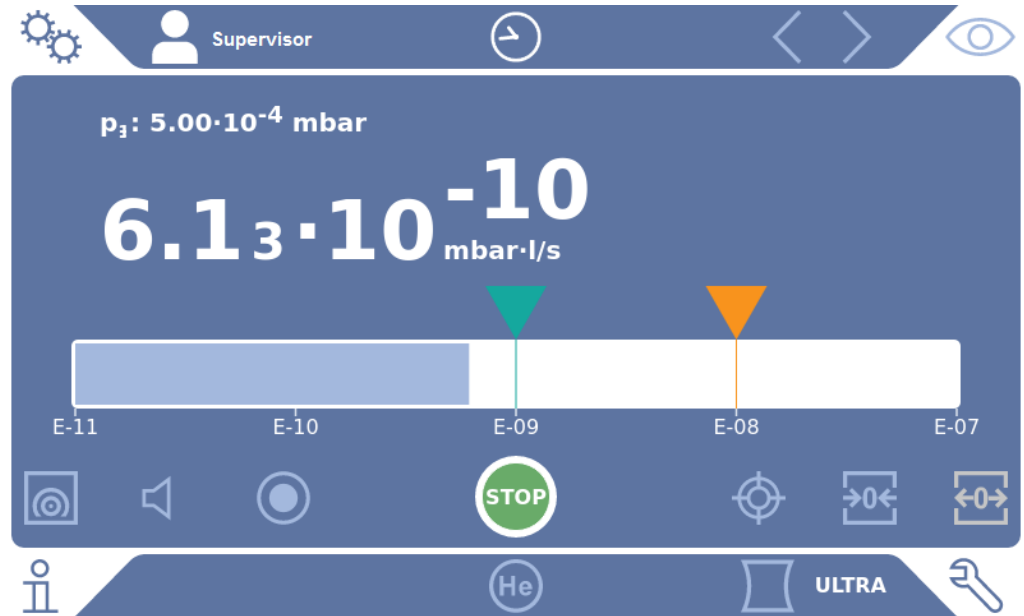 Supervisor
p₃: 5.00·10⁻⁴ mbar
6.1₃·10⁻¹⁰ mbar·l/s
E-11 E-10 E-09 E-08 E-07
STOP →0← ←0→
He ULTRA